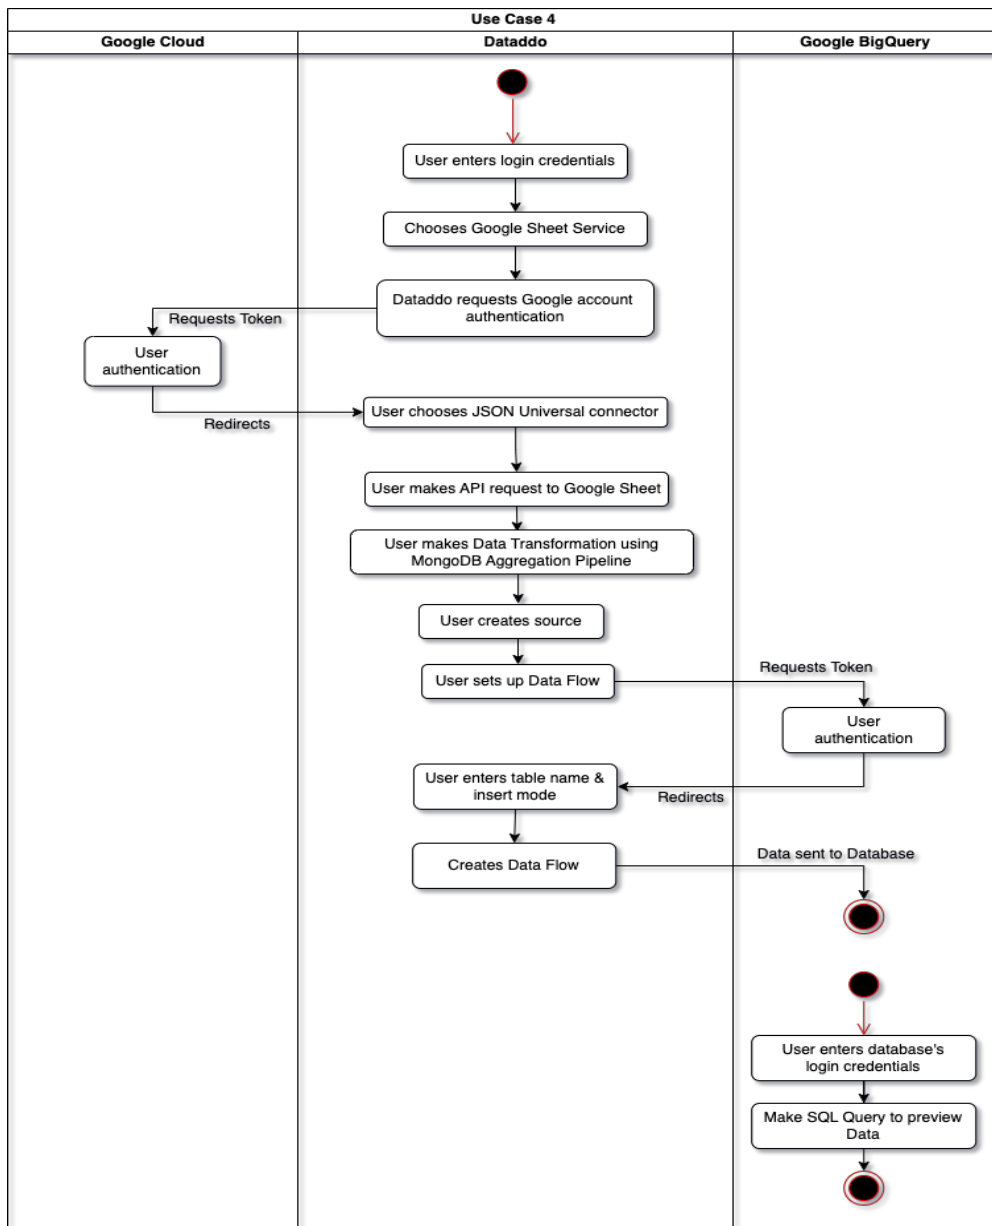 Use Case 4
Google Cloud
Dataddo
Google BigQuery
User enters login credentials
Chooses Google Sheet Service
Dataddo requests Google account
authentication
Requests Token
User
authentication
Redirects
User chooses JSON Universal connector
User makes API request to Google Sheet
User makes Data Transformation using
MongoDB Aggregation Pipeline
User creates source
User sets up Data Flow
Requests Token
User
authentication
Redirects
User enters table name &
insert mode
Creates Data Flow
Data sent to Database
User enters database's
login credentials
Make SQL Query to preview
Data